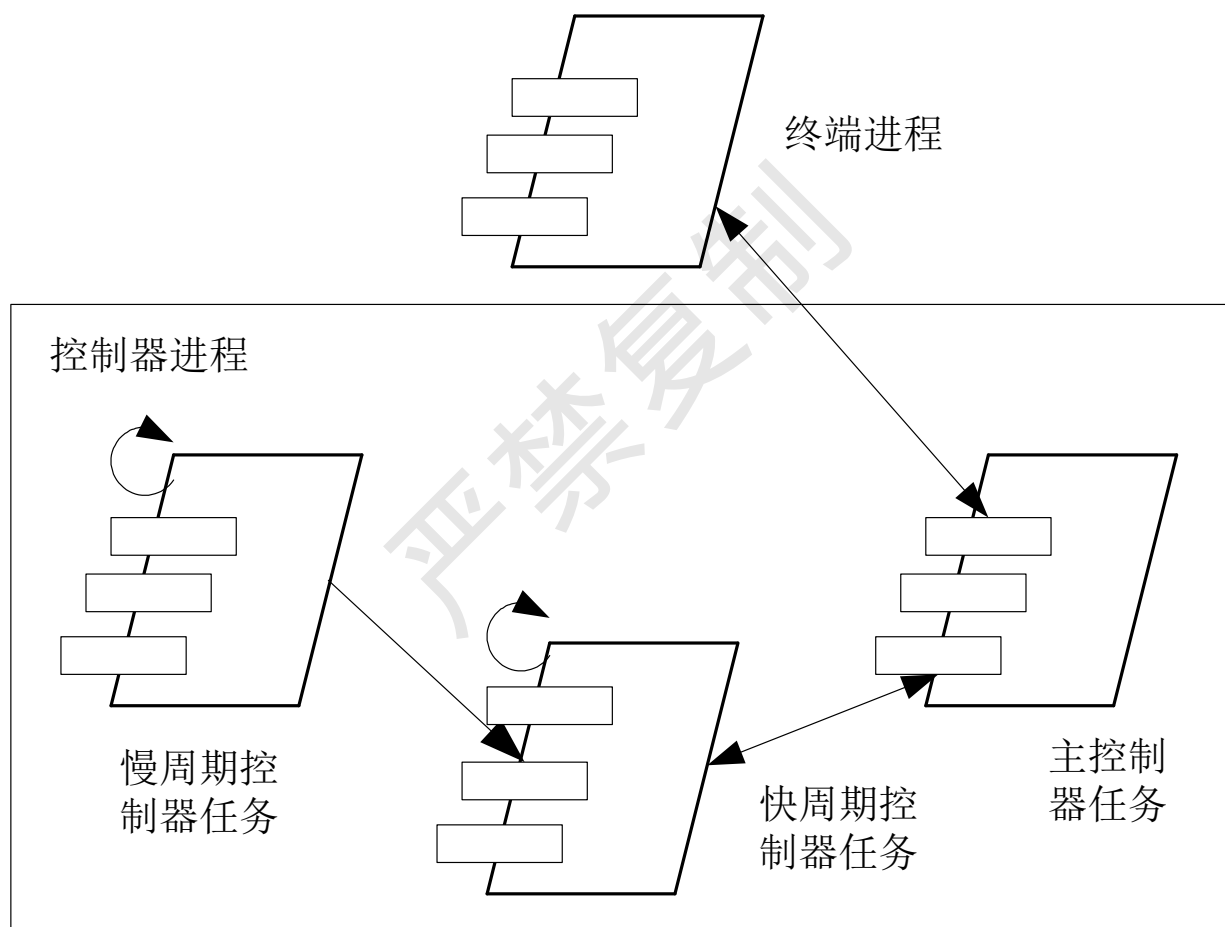 终端进程
严禁复制
控制器进程
慢周期控
制器任务
快周期控
制器任务
主控制
器任务